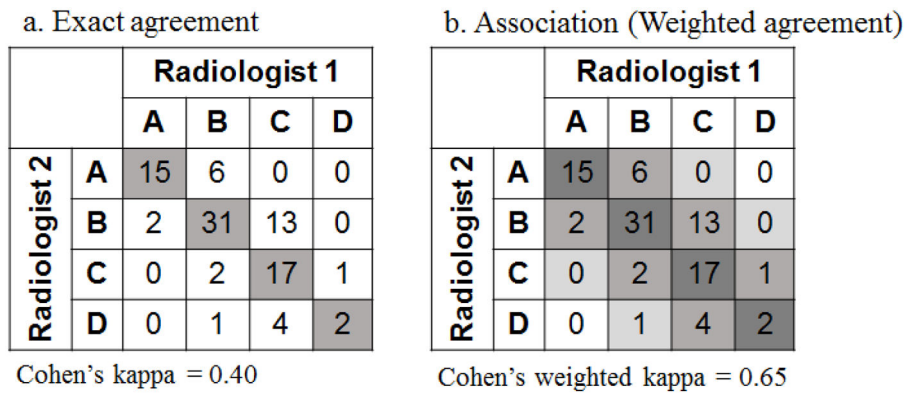 a. Exact agreement
Radiologist 1
A B C D
Radiologist 2
A 15 6 0 0
B 2 31 13 0
C 0 2 17 1
D 0 1 4 2
Cohen's kappa = 0.40
b. Association (Weighted agreement)
Radiologist 1
A B C D
Radiologist 2
A 15 6 0 0
B 2 31 13 0
C 0 2 17 1
D 0 1 4 2
Cohen's weighted kappa = 0.65